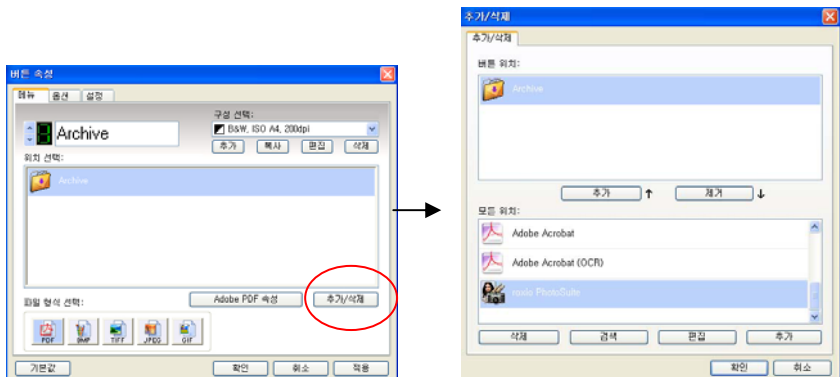 버튼 속성
메뉴 옵션 설정
Archive
구성 선택:
B&W, ISO A4, 200dpi
추가 복사 편집 삭제
위치 선택:
Archive
파일 형식 선택:
Adobe PDF 속성 추가/삭제
PDF BMP TIFF JPEG GIF
기본값 확인 취소 적용
추가/삭제
추가/삭제
버튼 위치:
Archive
추가 제거
모든 위치:
Adobe Acrobat
Adobe Acrobat (OCR)
roxio PhotoSuite
삭제 검색 편집 추가
확인 취소